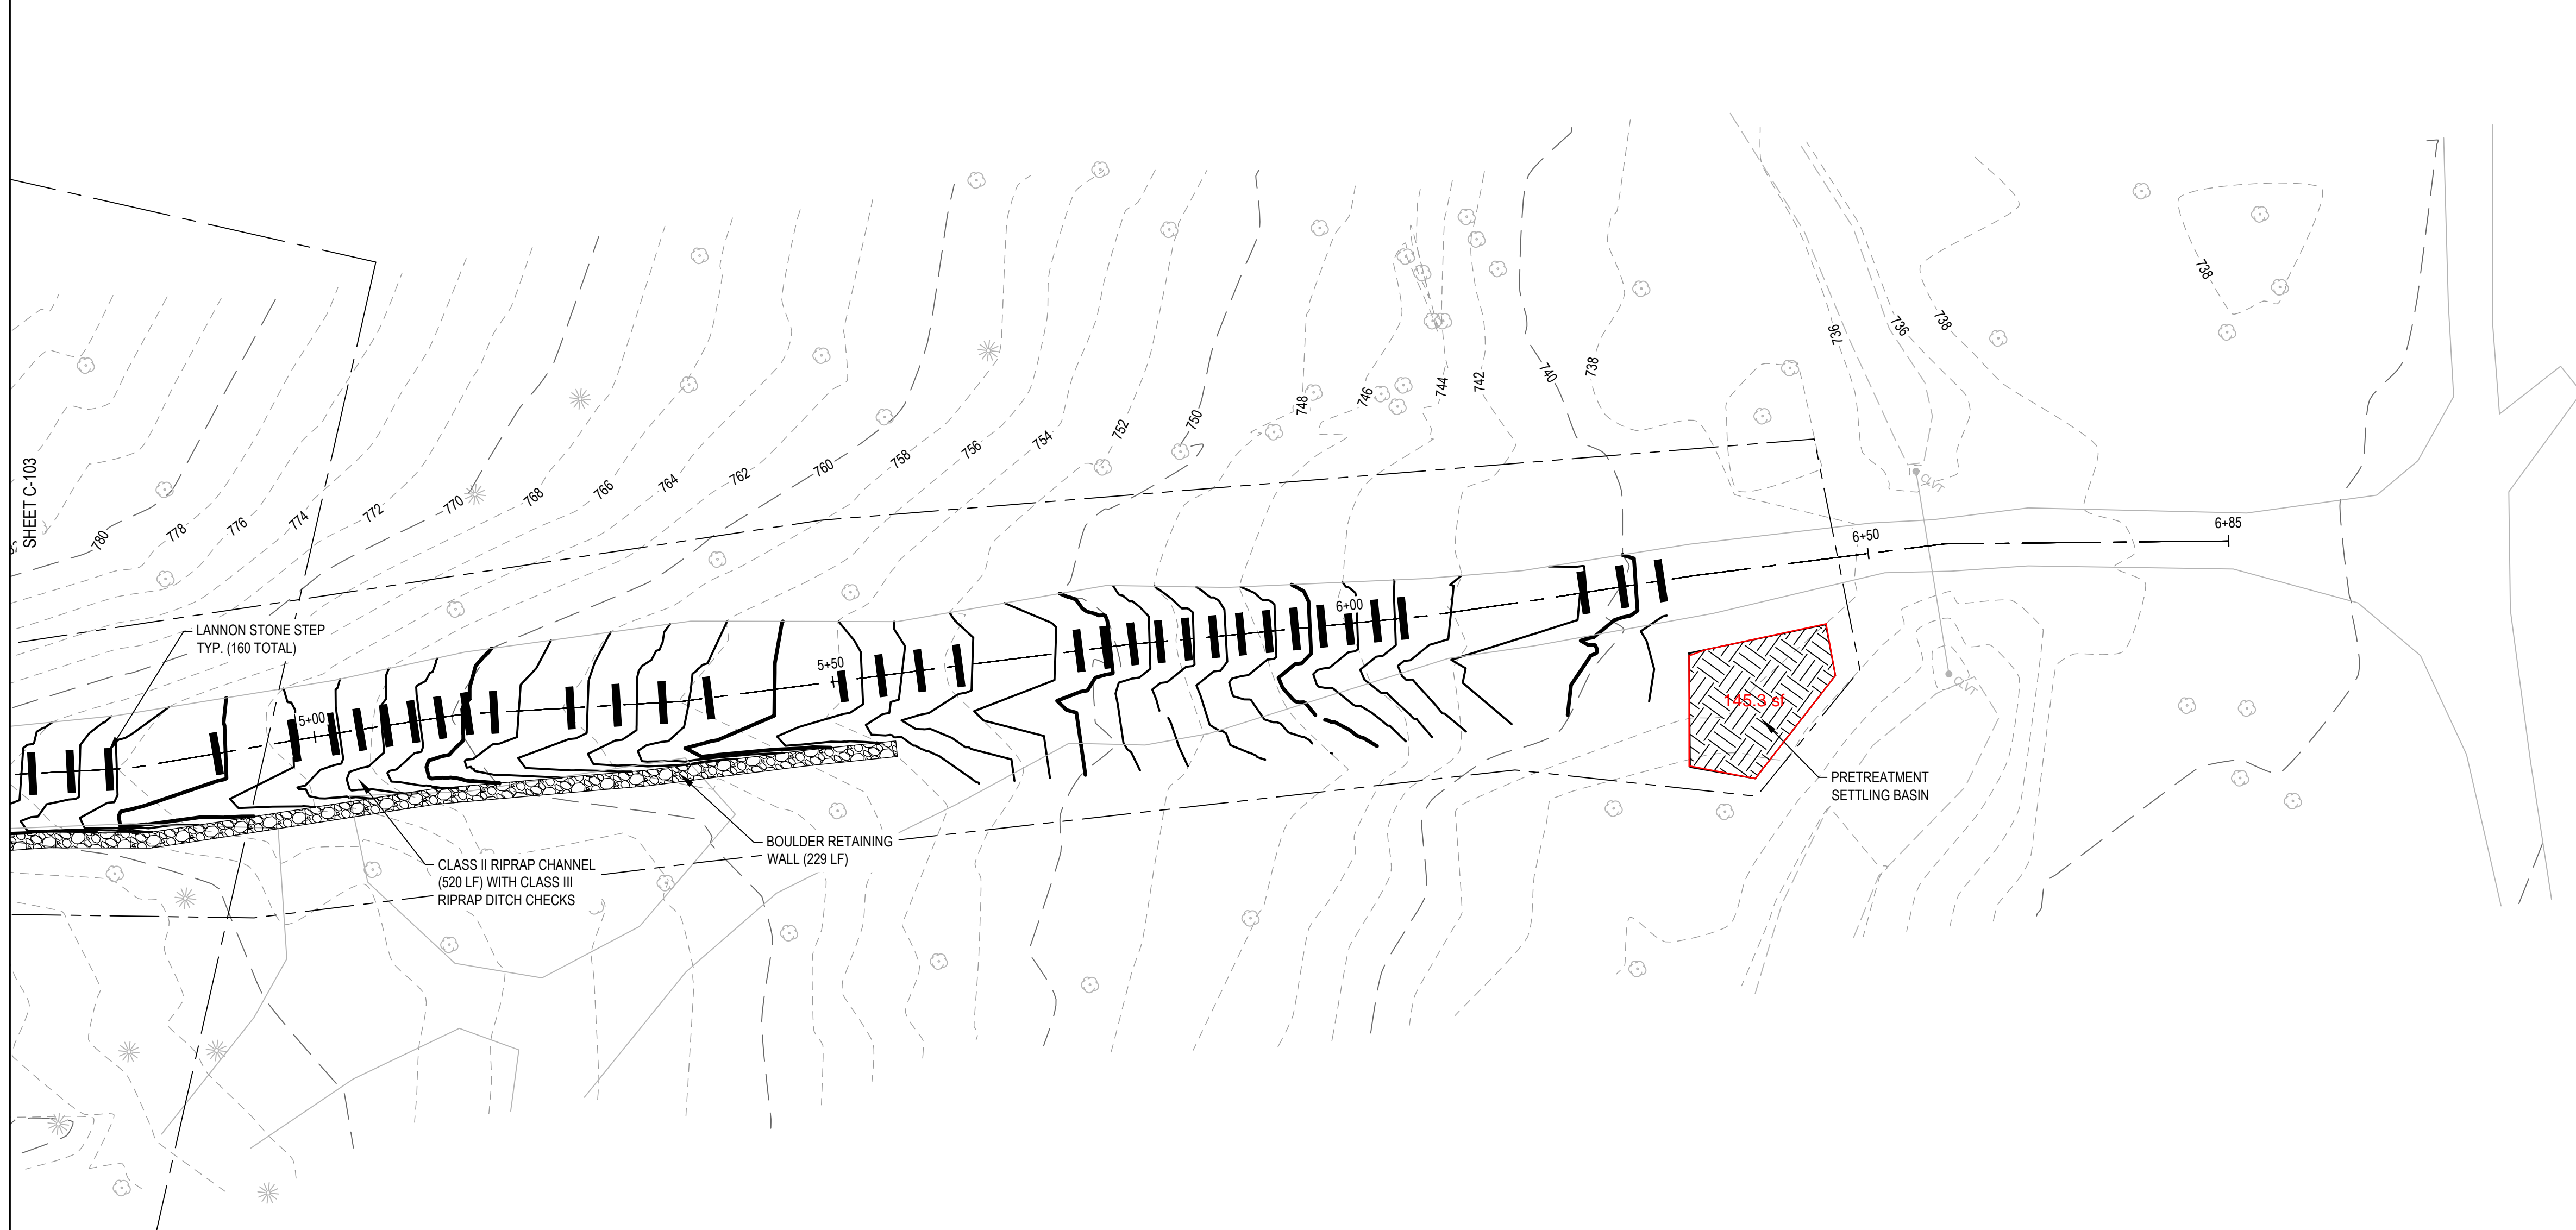 SHEET C-103
780
778
776
774
772
770
768
766
764
762
760
758
756
754
752
750
748
746
744
742
740
738
736
736
738
738
CLVT
CLVT
LANNON STONE STEP
TYP. (160 TOTAL)
5+00
5+50
6+00
6+50
6+85
145.3 sf
PRETREATMENT
SETTLING BASIN
BOULDER RETAINING
WALL (229 LF)
CLASS II RIPRAP CHANNEL
(520 LF) WITH CLASS III
RIPRAP DITCH CHECKS